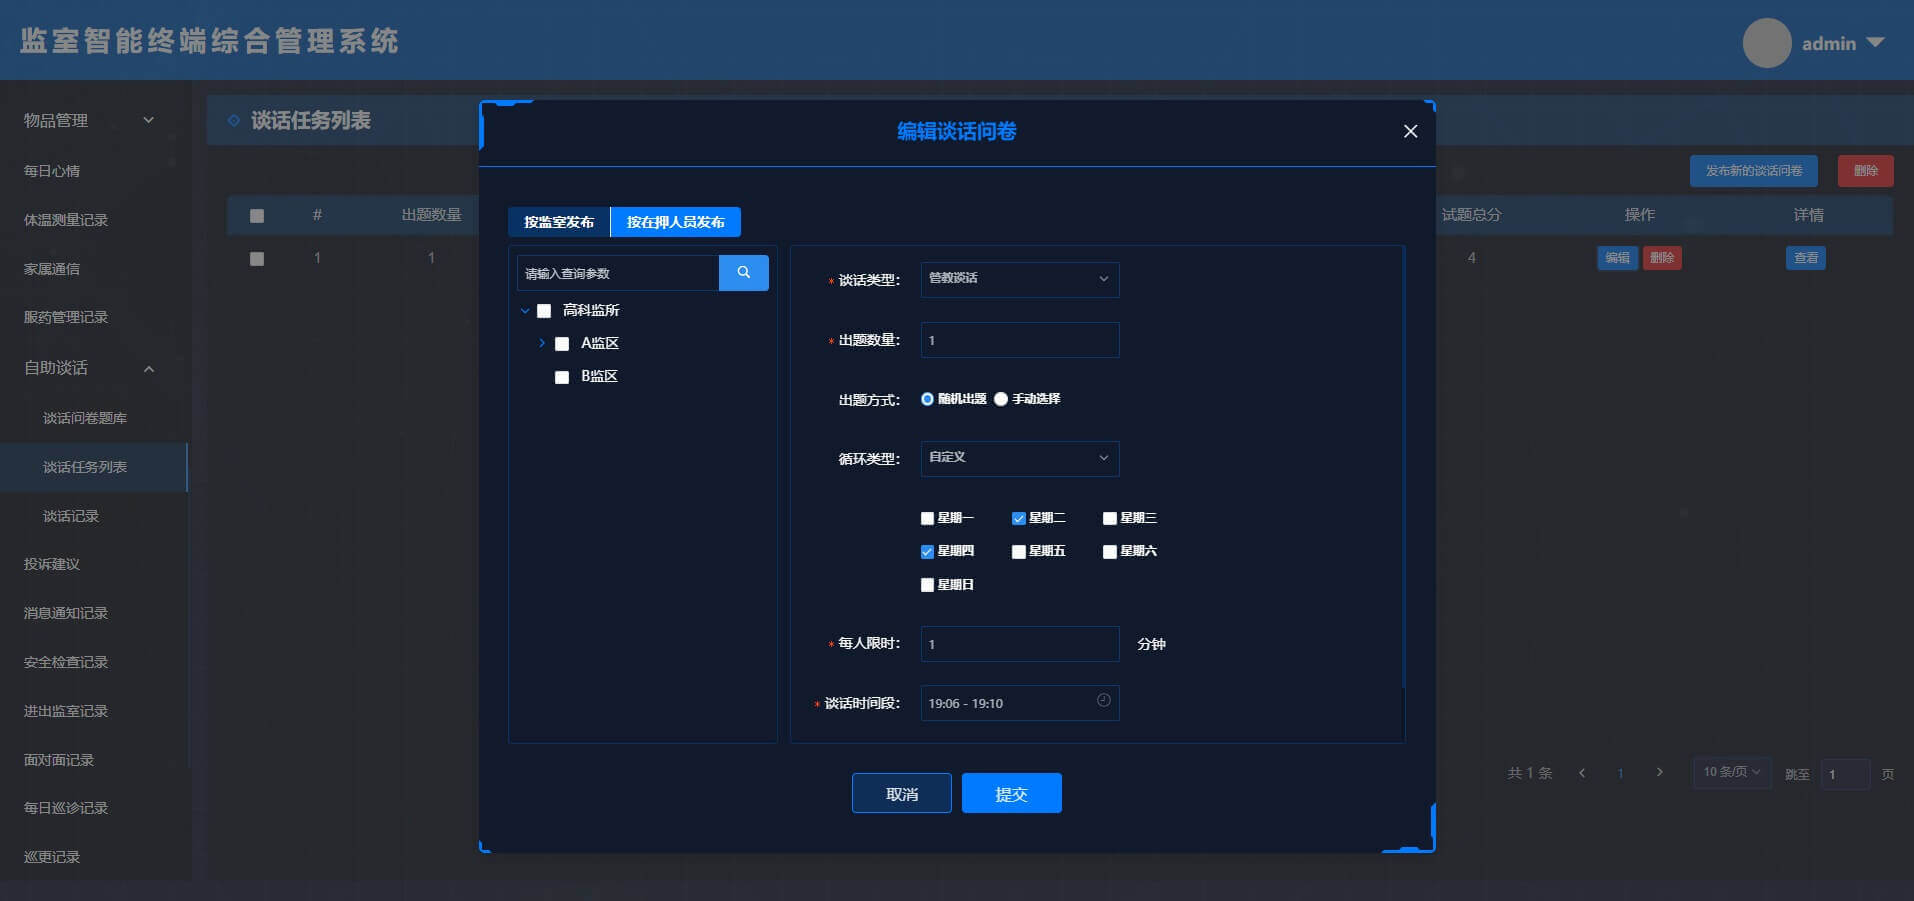 监室智能终端综合管理系统
admin
物品管理
每日心情
体温测量记录
家属通信
服药管理记录
自助谈话
谈话问卷题库
谈话任务列表
谈话记录
投诉建议
消息通知记录
安全检查记录
进出监室记录
面对面记录
每日巡诊记录
巡更记录
谈话任务列表
发布新的谈话问卷 删除
# 出题数量 试题总分 操作 详情
1 1 4 编辑 删除 查看
编辑谈话问卷
按监室发布 按在押人员发布
请输入查询参数
高科监所
A监区
B监区
* 谈话类型： 管教谈话
* 出题数量： 1
出题方式： 随机出题 手动选择
循环类型： 自定义
星期一 星期二 星期三
星期四 星期五 星期六
星期日
* 每人限时： 1 分钟
* 谈话时间段： 19:06 - 19:10
取消 提交
共 1 条 1 10 条/页 跳至 1 页